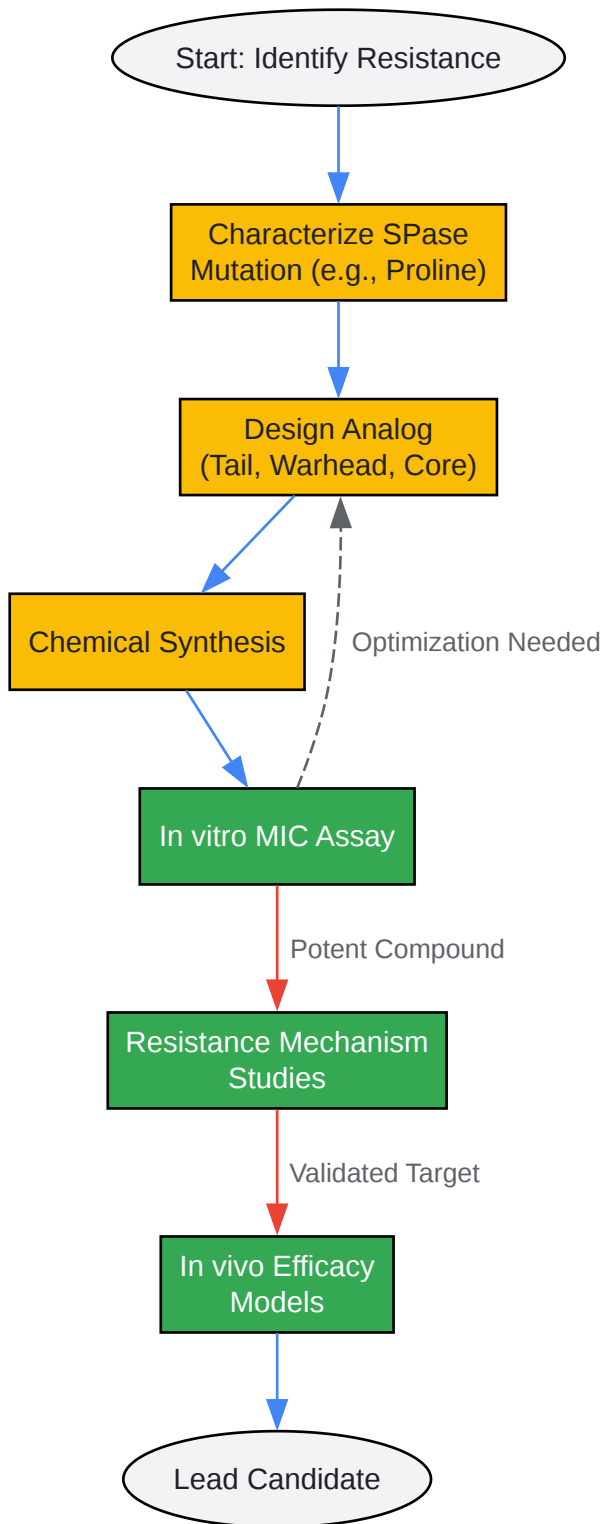 Start: Identify Resistance
Characterize SPase
Mutation (e.g., Proline)
Design Analog
(Tail, Warhead, Core)
Chemical Synthesis
Optimization Needed
In vitro MIC Assay
Potent Compound
Resistance Mechanism
Studies
Validated Target
In vivo Efficacy
Models
Lead Candidate